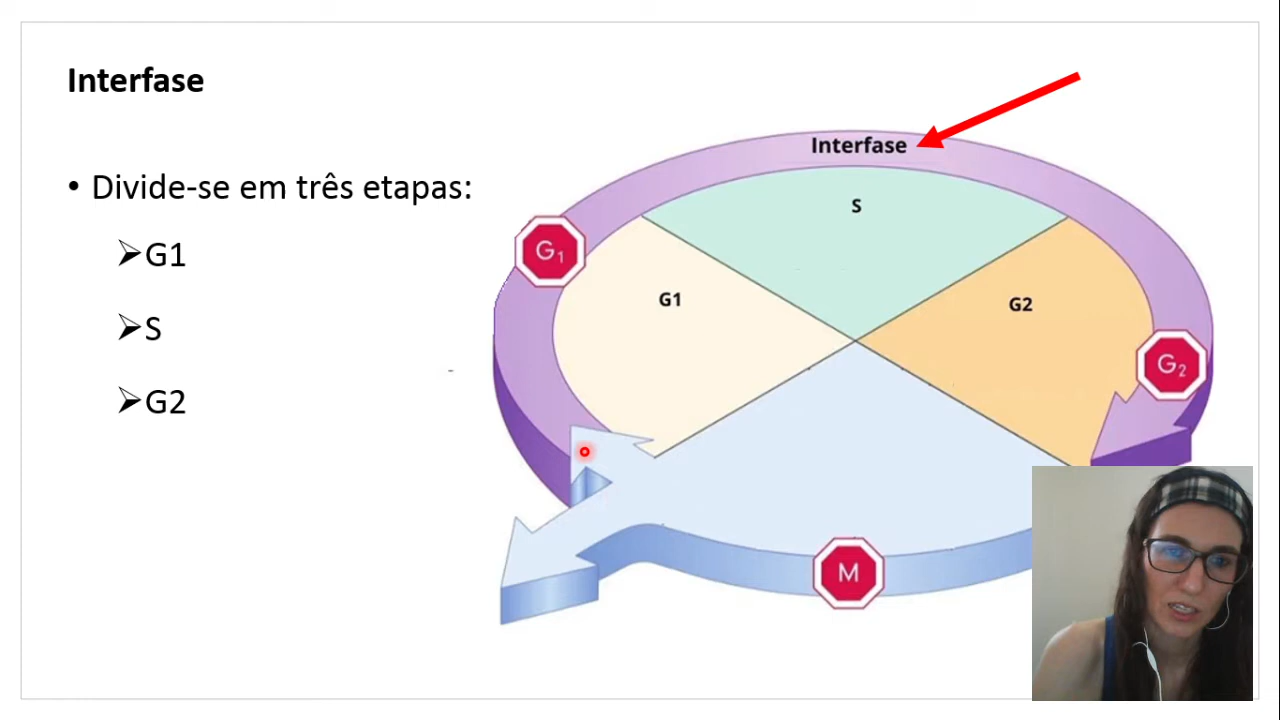 Interfase
• Divide-se em três etapas:
➢G1
➢S
➢G2
Interfase
S
G₁
G1
G2
G₂
M